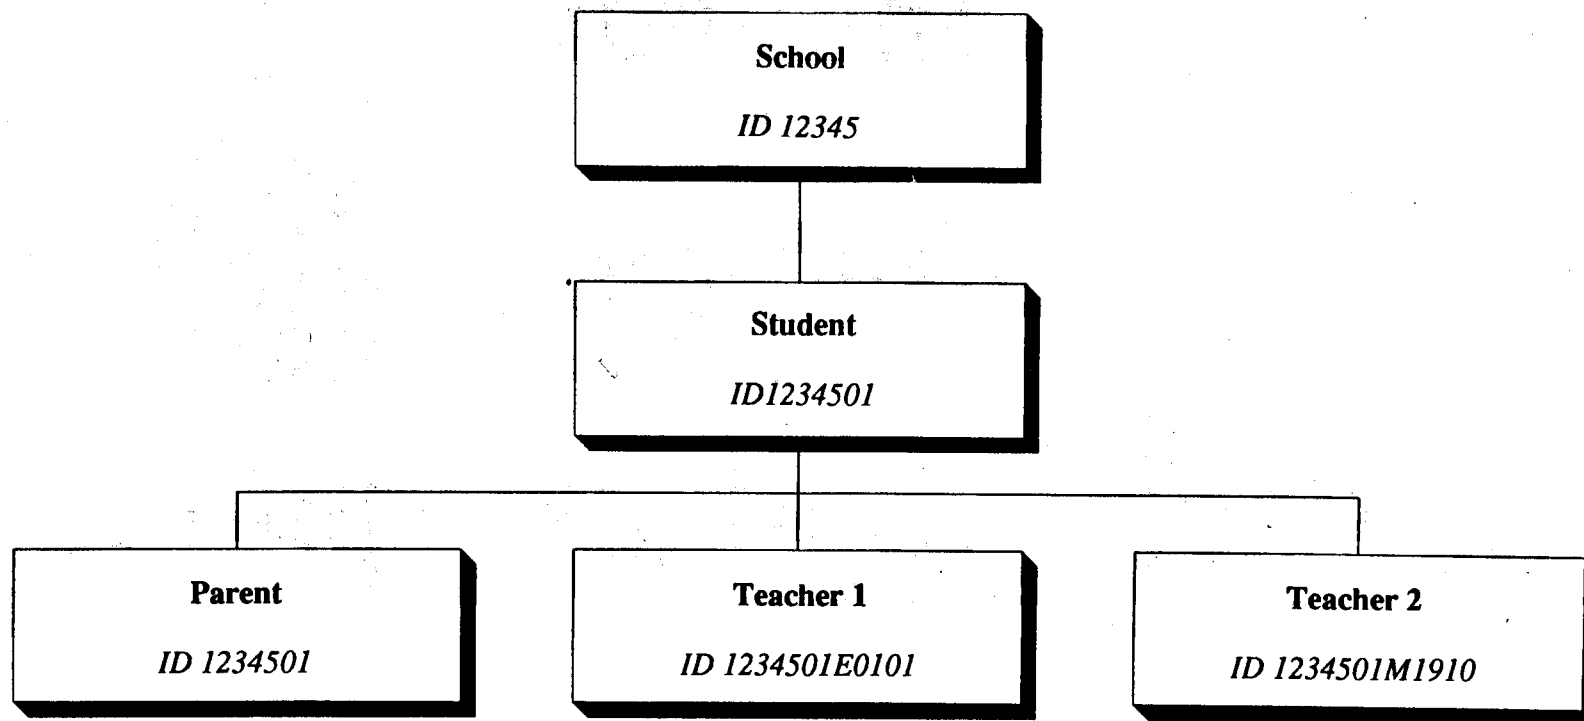 School
ID 12345
Student
ID1234501
Parent
ID 1234501
Teacher 1
ID 1234501E0101
Teacher 2
ID 1234501M1910